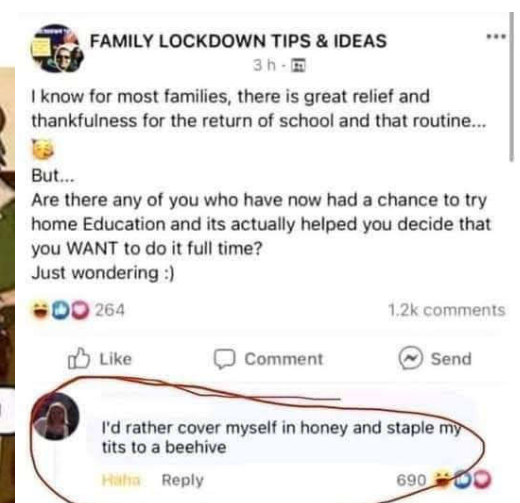 FAMILY LOCKDOWN TIPS & IDEAS
3 h ·
I know for most families, there is great relief and
thankfulness for the return of school and that routine...
🥳
But...
Are there any of you who have now had a chance to try
home Education and its actually helped you decide that
you WANT to do it full time?
Just wondering :)
264 1.2k comments
Like Comment Send
I'd rather cover myself in honey and staple my
tits to a beehive
Haha Reply 690